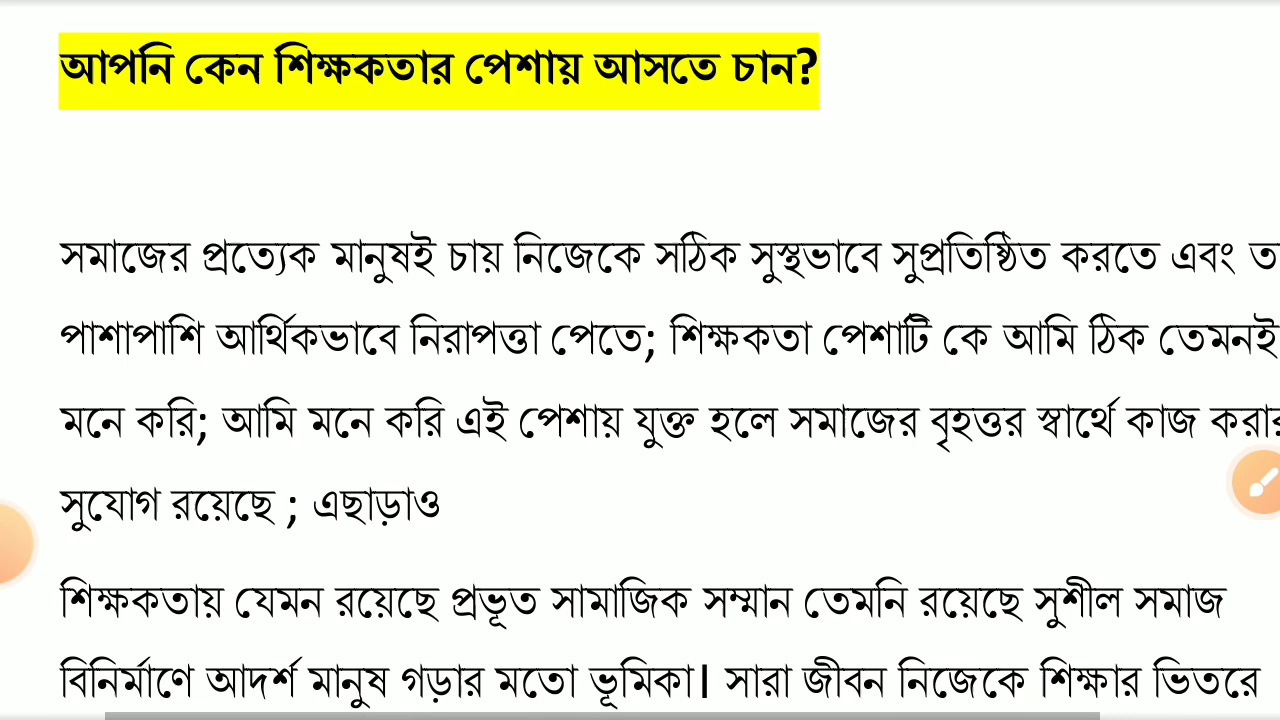 আপনি কেন শিক্ষকতার পেশায় আসতে চান?
সমাজের প্রত্যেক মানুষই চায় নিজেকে সঠিক সুস্থভাবে সুপ্রতিষ্ঠিত করতে এবং ত
পাশাপাশি আর্থিকভাবে নিরাপত্তা পেতে; শিক্ষকতা পেশাটি কে আমি ঠিক তেমনই
মনে করি; আমি মনে করি এই পেশায় যুক্ত হলে সমাজের বৃহত্তর স্বার্থে কাজ করার
সুযোগ রয়েছে ; এছাড়াও
শিক্ষকতায় যেমন রয়েছে প্রভূত সামাজিক সম্মান তেমনি রয়েছে সুশীল সমাজ
বিনির্মাণে আদর্শ মানুষ গড়ার মতো ভূমিকা। সারা জীবন নিজেকে শিক্ষার ভিতরে